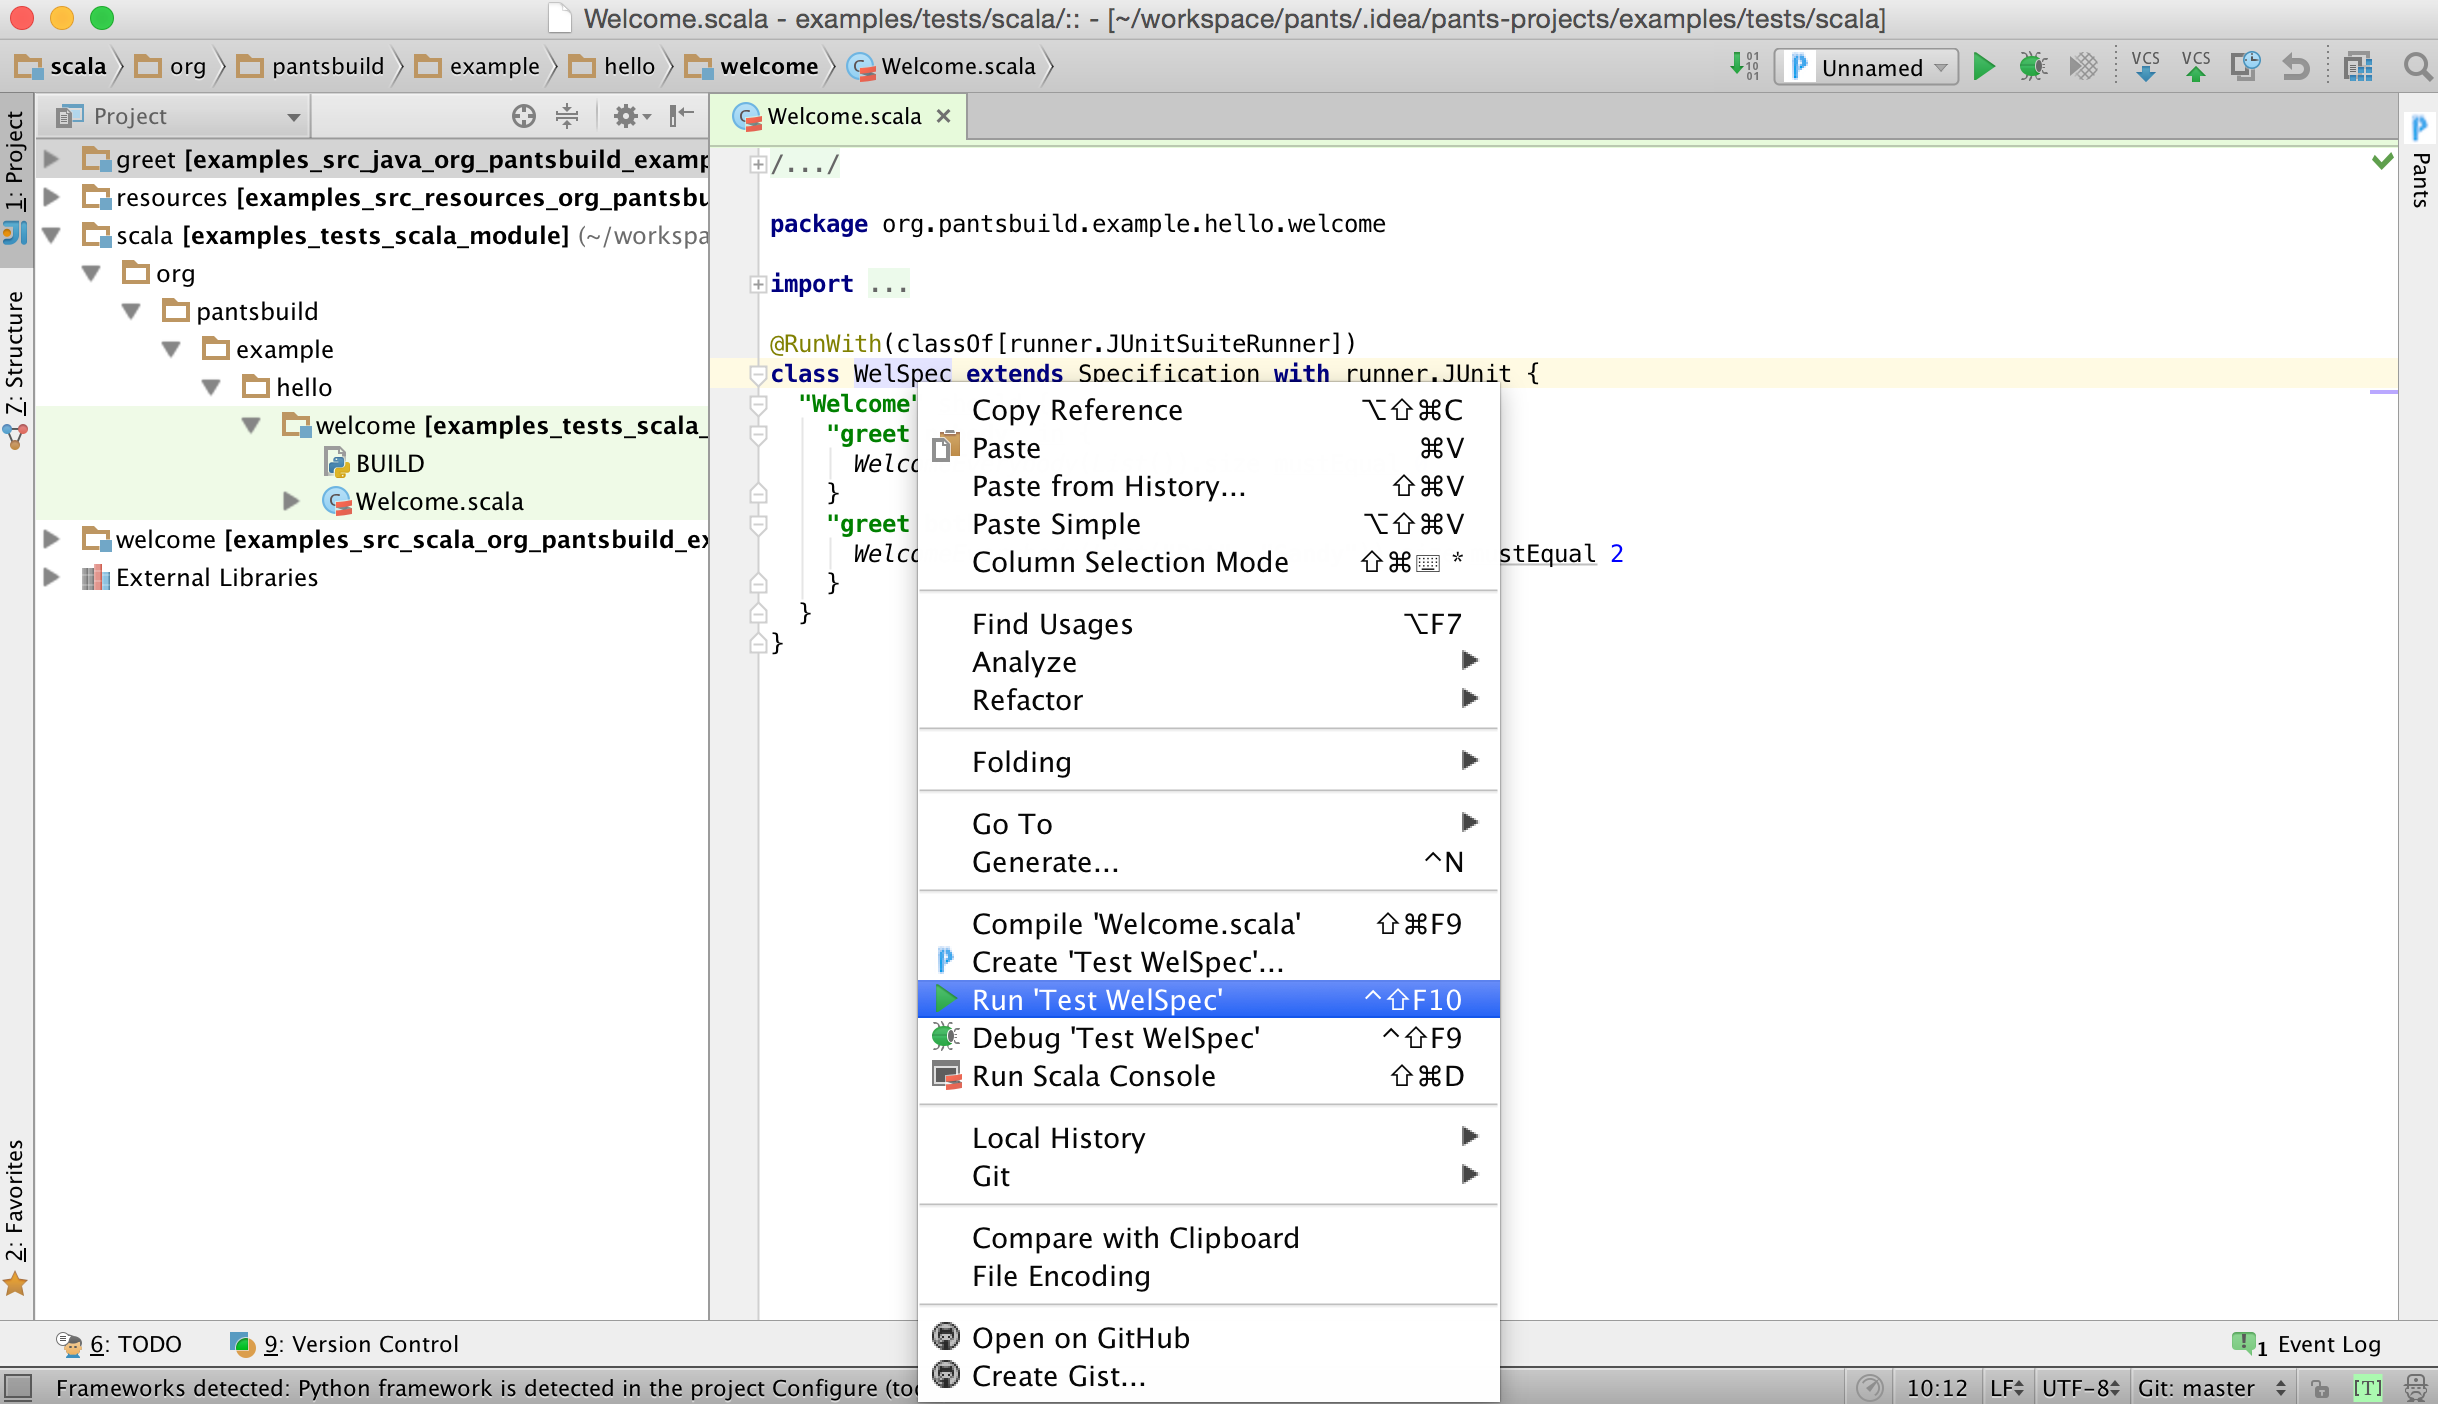 Welcome.scala - examples/tests/scala/:: - [~/workspace/pants/.idea/pants-projects/examples/tests/scala]
scala org pantsbuild example hello welcome Welcome.scala
Unnamed VCS VCS
1: Project
Z: Structure
2: Favorites
Project
greet [examples_src_java_org_pantsbuild_examp
resources [examples_src_resources_org_pantsbu
scala [examples_tests_scala_module] (~/workspa
org
pantsbuild
example
hello
welcome [examples_tests_scala_
BUILD
Welcome.scala
welcome [examples_src_scala_org_pantsbuild_ex
External Libraries
Welcome.scala
/.../
package org.pantsbuild.example.hello.welcome
import ...
@RunWith(classOf[runner.JUnitSuiteRunner])
class WelSpec extends Specification with runner.JUnit {
"Welcome"
"greet
Welco
}
"greet
Welco stEqual 2
}
}
}
Copy Reference ⌥⇧⌘C
Paste ⌘V
Paste from History... ⇧⌘V
Paste Simple ⌥⇧⌘V
Column Selection Mode ⇧⌘⌨ *
Find Usages ⌥F7
Analyze
Refactor
Folding
Go To
Generate... ^N
Compile 'Welcome.scala' ⇧⌘F9
Create 'Test WelSpec'...
Run 'Test WelSpec' ^⇧F10
Debug 'Test WelSpec' ^⇧F9
Run Scala Console ⇧⌘D
Local History
Git
Compare with Clipboard
File Encoding
Open on GitHub
Create Gist...
Pants
6: TODO 9: Version Control
1 Event Log
Frameworks detected: Python framework is detected in the project Configure (too
10:12 LF UTF-8 Git: master [T]